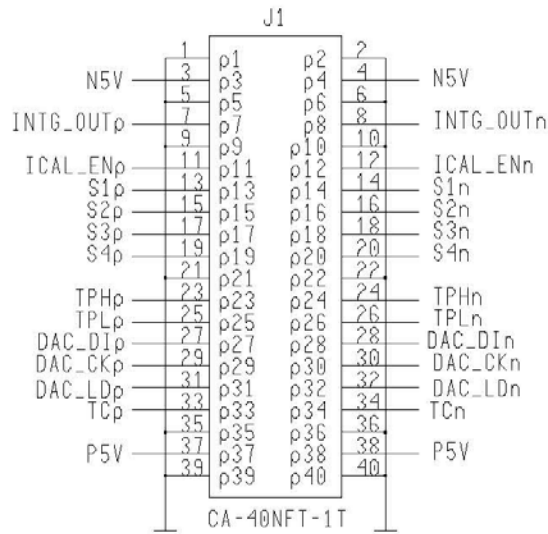 J1
1 p1 p2 2
N5V 3 p3 p4 4 N5V
5 p5 p6 6
INTG_OUTp 7 p7 p8 8 INTG_OUTn
9 p9 p10 10
ICAL_ENp 11 p11 p12 12 ICAL_ENn
S1p 13 p13 p14 14 S1n
S2p 15 p15 p16 16 S2n
S3p 17 p17 p18 18 S3n
S4p 19 p19 p20 20 S4n
21 p21 p22 22
TPHp 23 p23 p24 24 TPHn
TPLp 25 p25 p26 26 TPLn
DAC_DIp 27 p27 p28 28 DAC_DIn
DAC_CKp 29 p29 p30 30 DAC_CKn
DAC_LDp 31 p31 p32 32 DAC_LDn
TCp 33 p33 p34 34 TCn
35 p35 p36 36
P5V 37 p37 p38 38 P5V
39 p39 p40 40
CA-40NFT-1T